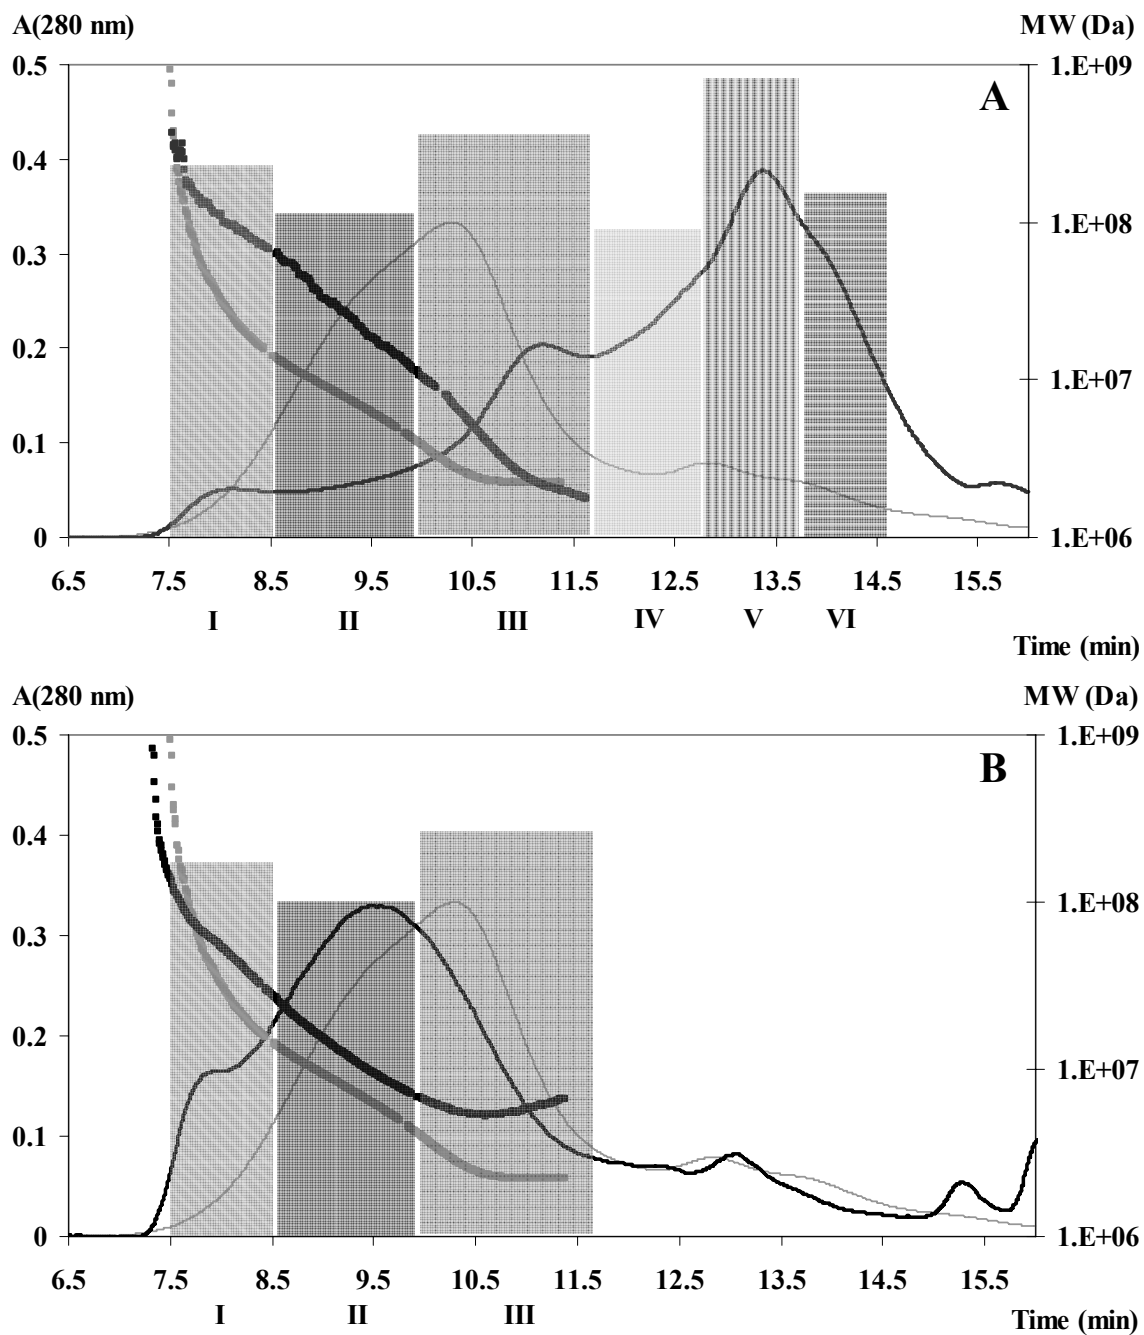 A(280 nm) MW (Da)
0.5 1.E+09
A
0.4
0.3 1.E+08
0.2
1.E+07
0.1
0 1.E+06
6.5 7.5 8.5 9.5 10.5 11.5 12.5 13.5 14.5 15.5
I II III IV V VI
Time (min)
A(280 nm) MW (Da)
0.5 1.E+09
B
0.4
0.3 1.E+08
0.2
1.E+07
0.1
0 1.E+06
6.5 7.5 8.5 9.5 10.5 11.5 12.5 13.5 14.5 15.5
I II III
Time (min)